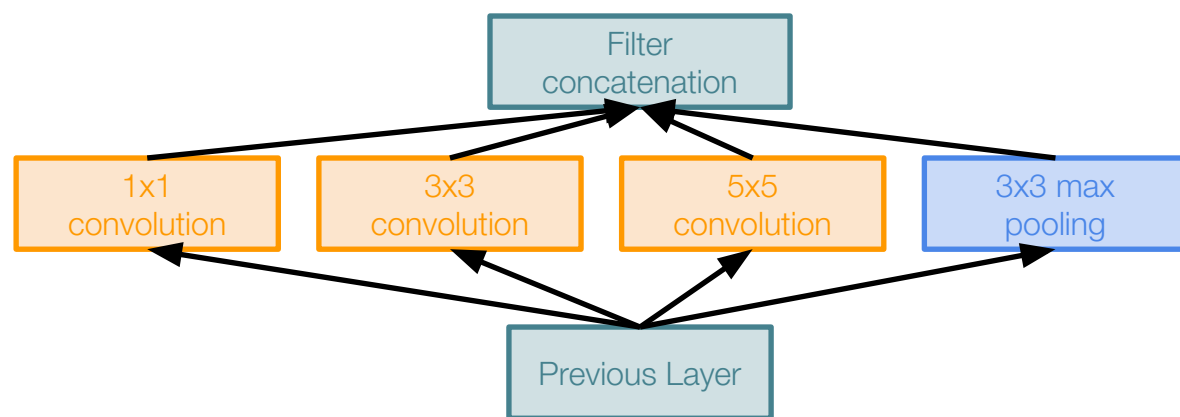 Filter
concatenation
1x1
convolution
3x3
convolution
5x5
convolution
3x3 max
pooling
Previous Layer